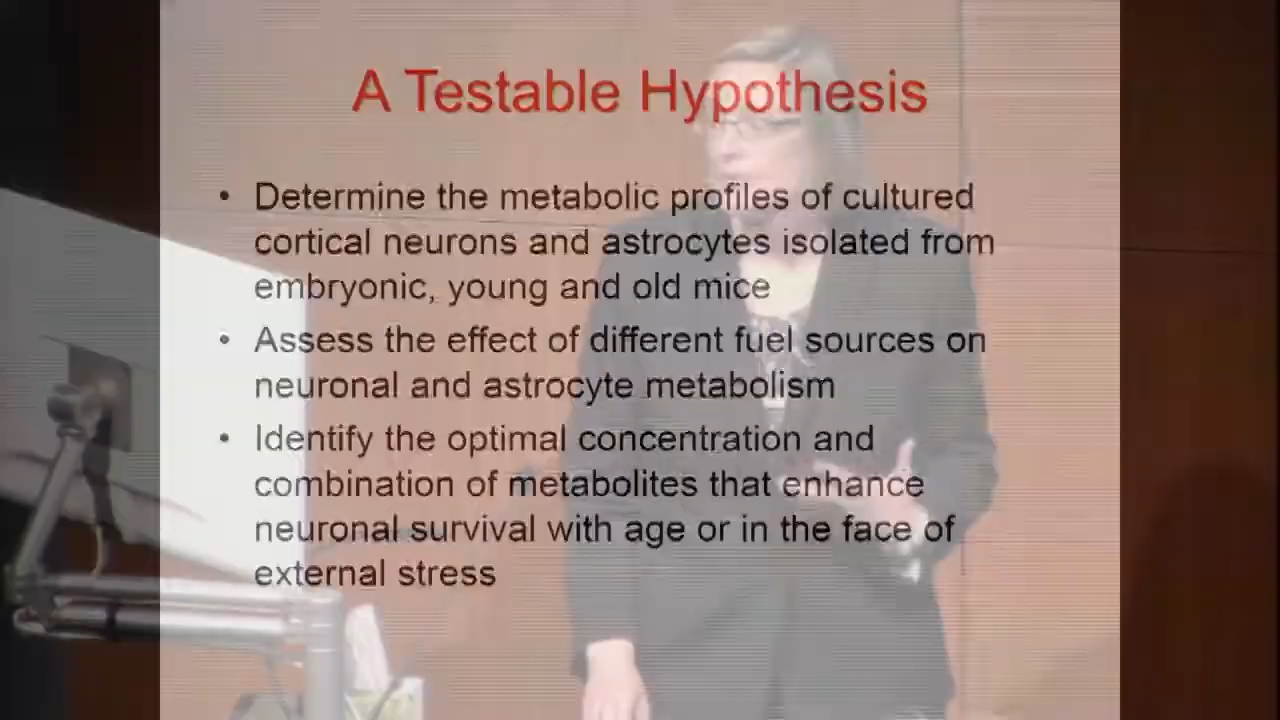 A Testable Hypothesis
• Determine the metabolic profiles of cultured
cortical neurons and astrocytes isolated from
embryonic, young and old mice
• Assess the effect of different fuel sources on
neuronal and astrocyte metabolism
• Identify the optimal concentration and
combination of metabolites that enhance
neuronal survival with age or in the face of
external stress